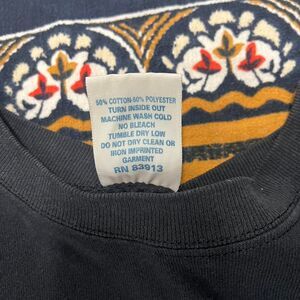 50% COTTON-50% POLYESTER
TURN INSIDE OUT
MACHINE WASH COLD
NO BLEACH
TUMBLE DRY LOW
DO NOT DRY CLEAN OR
IRON IMPRINTED
GARMENT
RN 83913